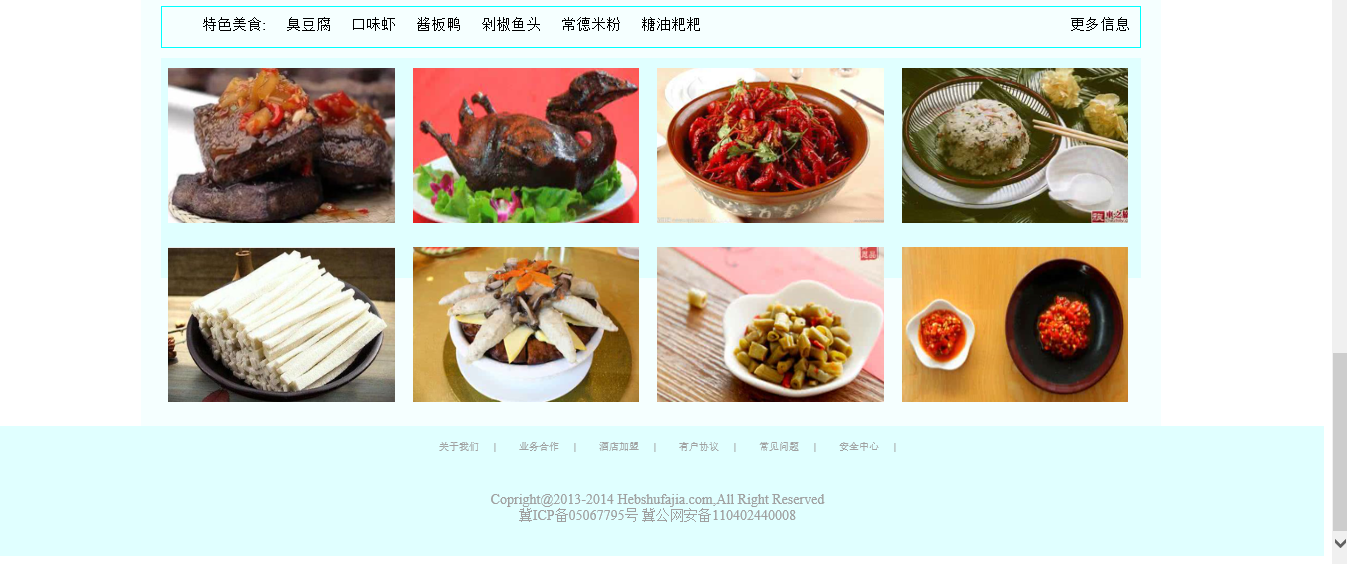 特色美食: 臭豆腐 口味虾 酱板鸭 剁椒鱼头 常德米粉 糖油粑粑 更多信息
关于我们 | 业务合作 | 酒店加盟 | 有户协议 | 常见问题 | 安全中心 |
Copright@2013-2014 Hebshufajia.com,All Right Reserved
冀ICP备05067795号 冀公网安备110402440008